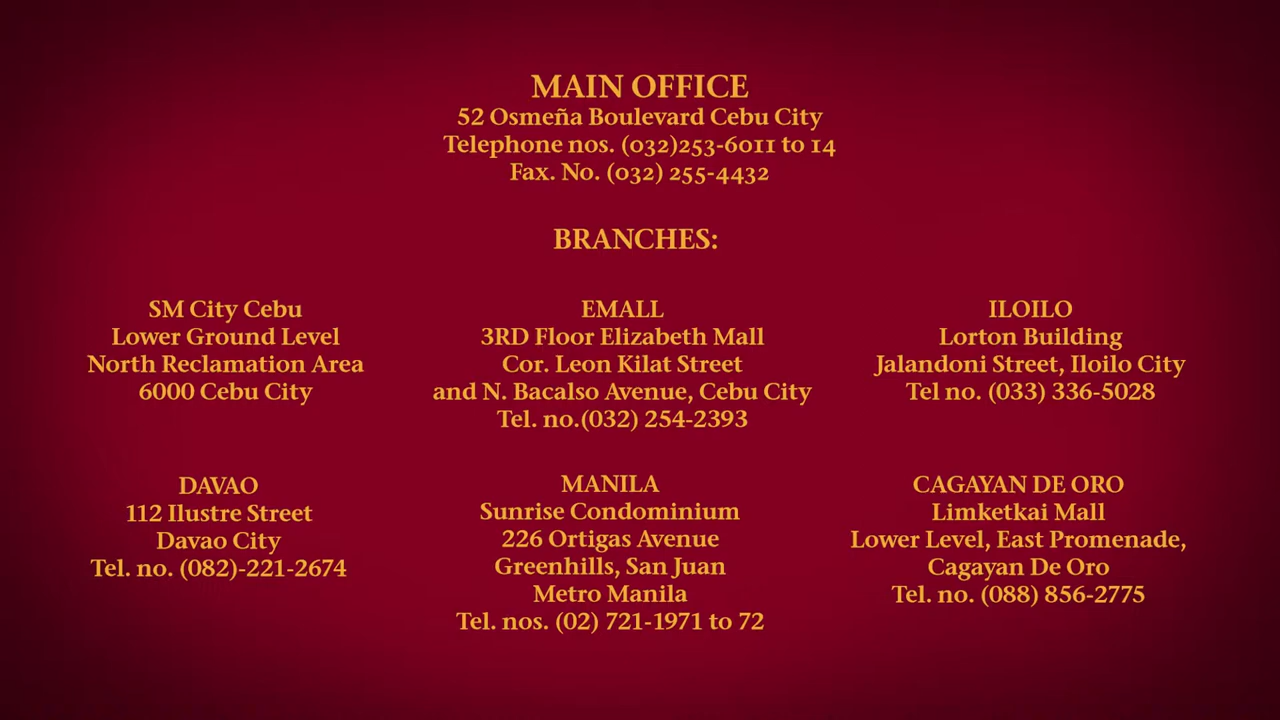 MAIN OFFICE
52 Osmeña Boulevard Cebu City
Telephone nos. (032)253-6011 to 14
Fax. No. (032) 255-4432
BRANCHES:
SM City Cebu
Lower Ground Level
North Reclamation Area
6000 Cebu City
EMALL
3RD Floor Elizabeth Mall
Cor. Leon Kilat Street
and N. Bacalso Avenue, Cebu City
Tel. no.(032) 254-2393
ILOILO
Lorton Building
Jalandoni Street, Iloilo City
Tel no. (033) 336-5028
DAVAO
112 Ilustre Street
Davao City
Tel. no. (082)-221-2674
MANILA
Sunrise Condominium
226 Ortigas Avenue
Greenhills, San Juan
Metro Manila
Tel. nos. (02) 721-1971 to 72
CAGAYAN DE ORO
Limketkai Mall
Lower Level, East Promenade,
Cagayan De Oro
Tel. no. (088) 856-2775